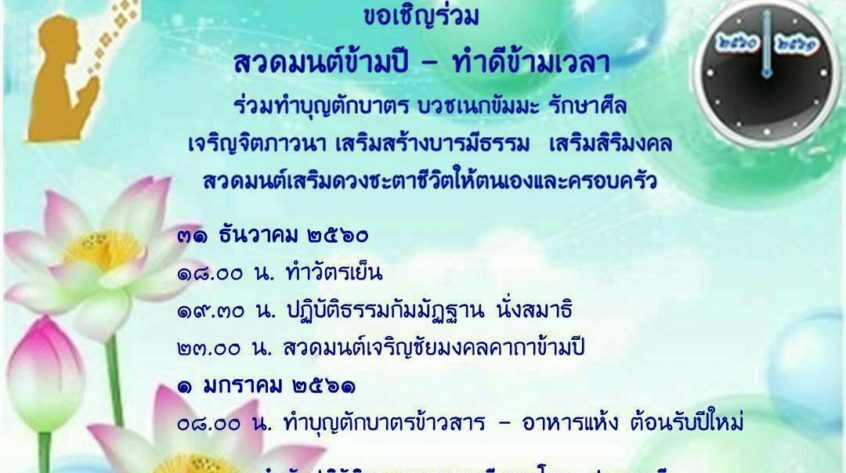 ขอเชิญร่วม
สวดมนต์ข้ามปี – ทำดีข้ามเวลา
๒๕๖๐ ๒๕๖๑
ร่วมทำบุญตักบาตร บวชเนกขัมมะ รักษาศีล
เจริญจิตภาวนา เสริมสร้างบารมีธรรม เสริมสิริมงคล
สวดมนต์เสริมดวงชะตาชีวิตให้ตนเองและครอบครัว
๓๑ ธันวาคม ๒๕๖๐
๑๘.๐๐ น. ทำวัตรเย็น
๑๙.๓๐ น. ปฏิบัติธรรมกัมมัฏฐาน นั่งสมาธิ
๒๓.๐๐ น. สวดมนต์เจริญชัยมงคลคาถาข้ามปี
๑ มกราคม ๒๕๖๑
๐๘.๐๐ น. ทำบุญตักบาตรข้าวสาร – อาหารแห้ง ต้อนรับปีใหม่